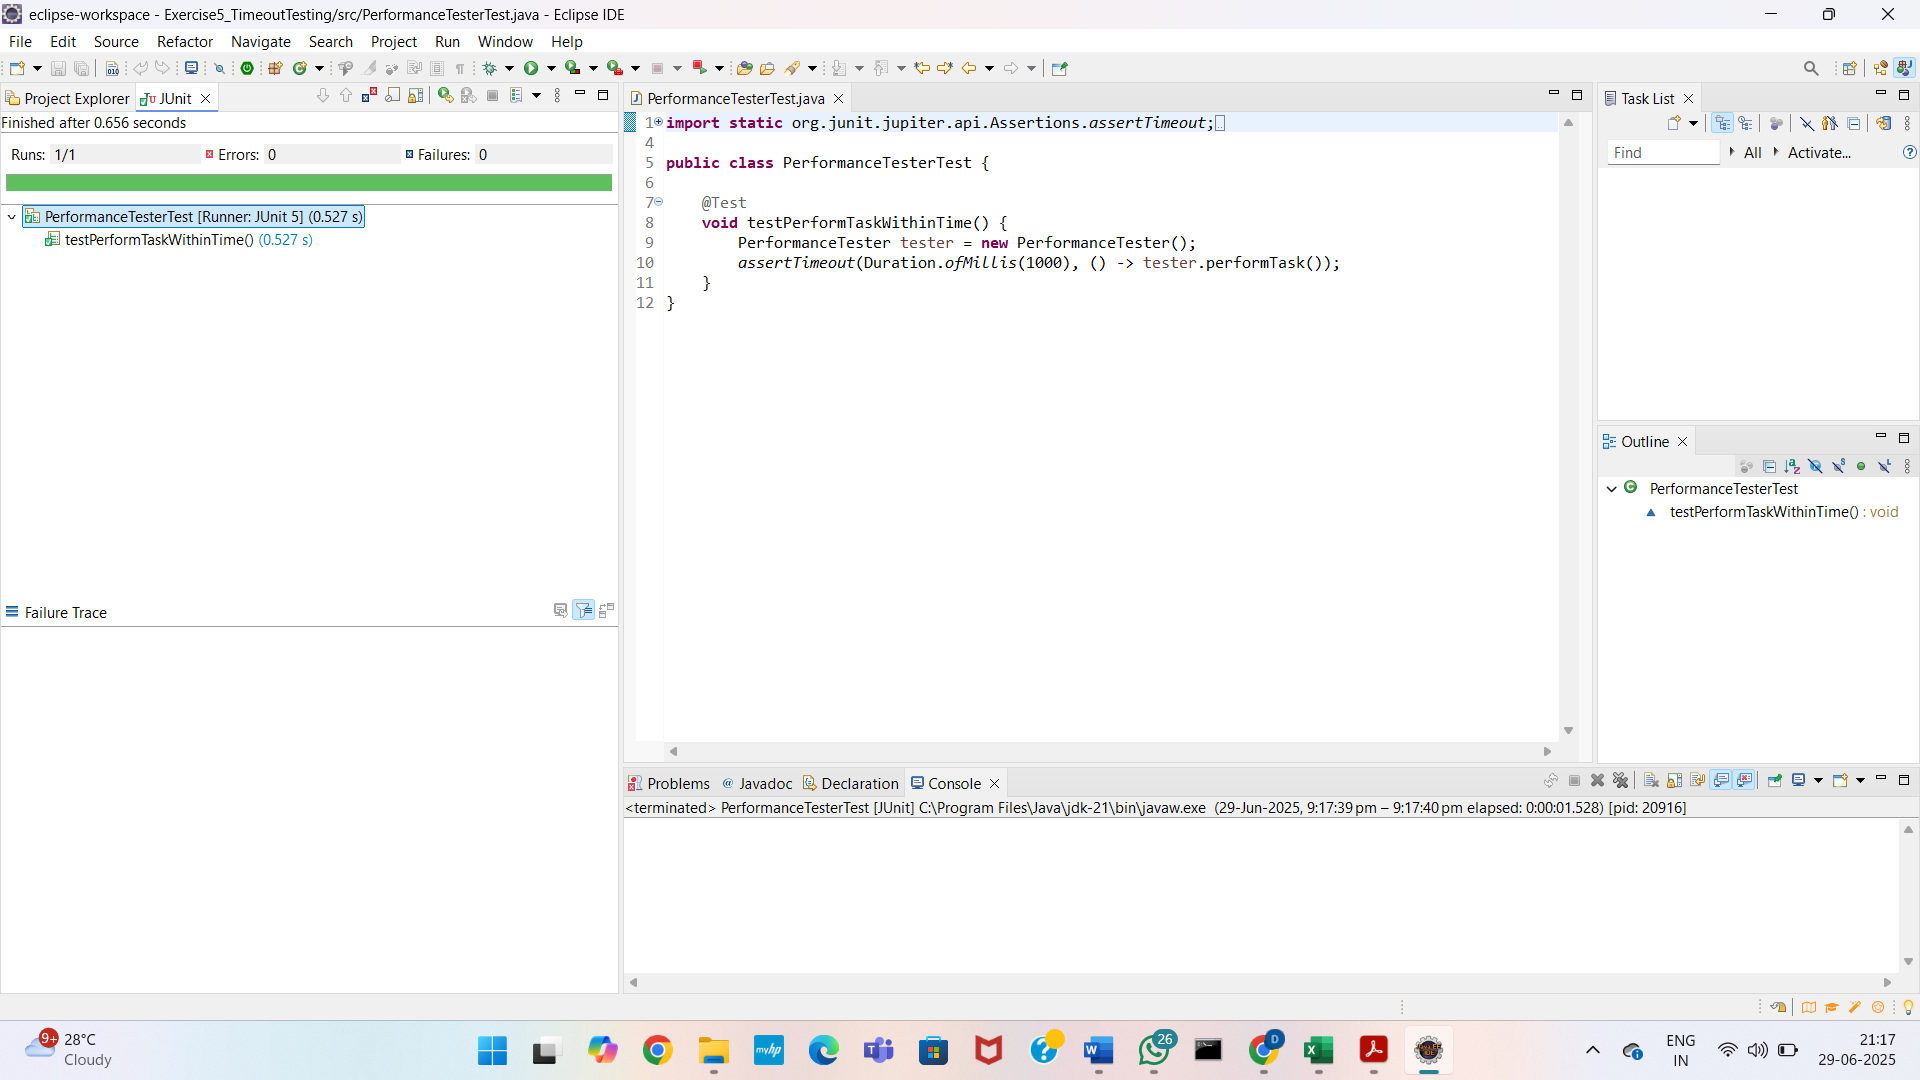 eclipse-workspace - Exercise5_TimeoutTesting/src/PerformanceTesterTest.java - Eclipse IDE
File Edit Source Refactor Navigate Search Project Run Window Help
Project Explorer JUnit
Finished after 0.656 seconds
Runs: 1/1 Errors: 0 Failures: 0
PerformanceTesterTest [Runner: JUnit 5] (0.527 s)
testPerformTaskWithinTime() (0.527 s)
Failure Trace
PerformanceTesterTest.java
1 import static org.junit.jupiter.api.Assertions.assertTimeout;
4
5 public class PerformanceTesterTest {
6
7 @Test
8 void testPerformTaskWithinTime() {
9 PerformanceTester tester = new PerformanceTester();
10 assertTimeout(Duration.ofMillis(1000), () -> tester.performTask());
11 }
12 }
Task List
Find All Activate...
Outline
PerformanceTesterTest
testPerformTaskWithinTime() : void
Problems Javadoc Declaration Console
<terminated> PerformanceTesterTest [JUnit] C:\Program Files\Java\jdk-21\bin\javaw.exe (29-Jun-2025, 9:17:39 pm – 9:17:40 pm elapsed: 0:00:01.528) [pid: 20916]
9+
28°C
Cloudy
myhp
26
D
ENG
IN
21:17
29-06-2025